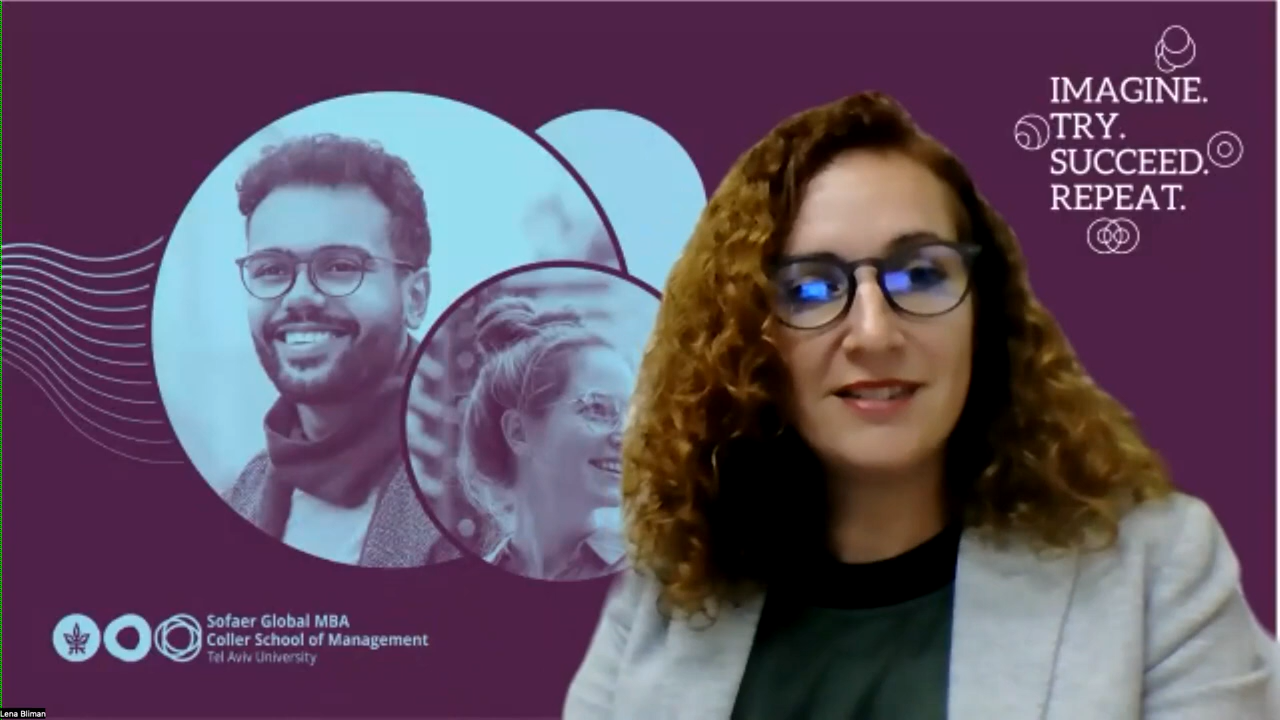 IMAGINE.
TRY.
SUCCEED.
REPEAT.
Sofaer Global MBA
Coller School of Management
Tel Aviv University
Lena Bliman